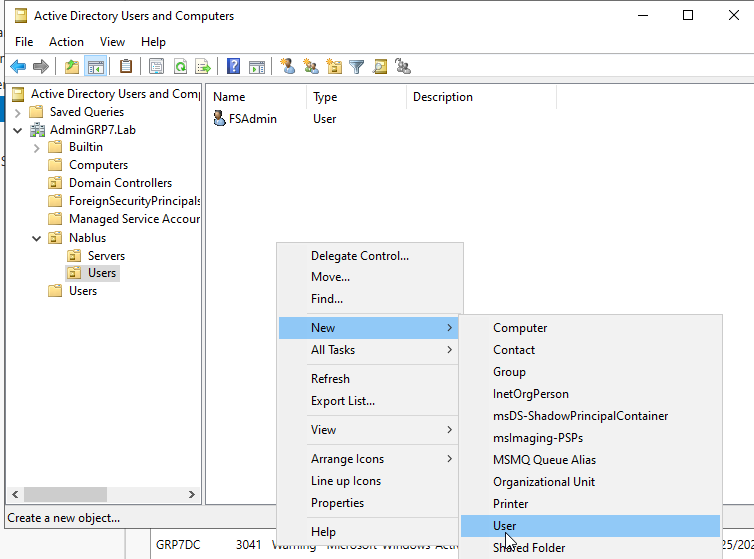 Active Directory Users and Computers
File Action View Help
Active Directory Users and Comp
Saved Queries
AdminGRP7.Lab
Builtin
Computers
Domain Controllers
ForeignSecurityPrincipals
Managed Service Accour
Nablus
Servers
Users
Users
Name Type Description
FSAdmin User
Delegate Control...
Move...
Find...
New
All Tasks
Refresh
Export List...
View
Arrange Icons
Line up Icons
Properties
Help
Computer
Contact
Group
InetOrgPerson
msDS-ShadowPrincipalContainer
msImaging-PSPs
MSMQ Queue Alias
Organizational Unit
Printer
User
Shared Folder
Create a new object...
GRP7DC 3041 Warning Microsoft-Windows-Acti 25/202